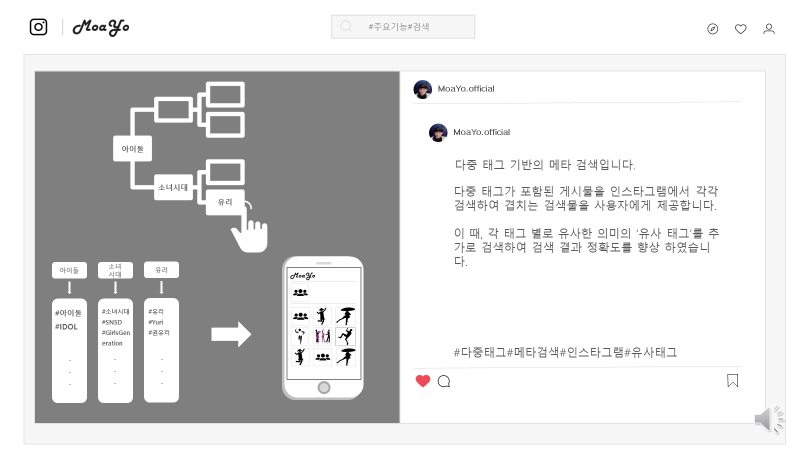 MoaYo
#주요기능#검색
MoaYo.official
아이돌
소녀시대
유리
MoaYo.official
다중 태그 기반의 메타 검색입니다.
다중 태그가 포함된 게시물을 인스타그램에서 각각
검색하여 겹치는 검색물을 사용자에게 제공합니다.
이 때, 각 태그 별로 유사한 의미의 '유사 태그'를 추
가로 검색하여 검색 결과 정확도를 향상 하였습니
다.
#다중태그#메타검색#인스타그램#유사태그
아이돌
소녀
시대
유리
#아이돌
#IDOL
.
.
.
#소녀시대
#SNSD
#GirlsGen
eration
.
.
.
#유리
#Yuri
#권유리
.
.
.
MoaYo